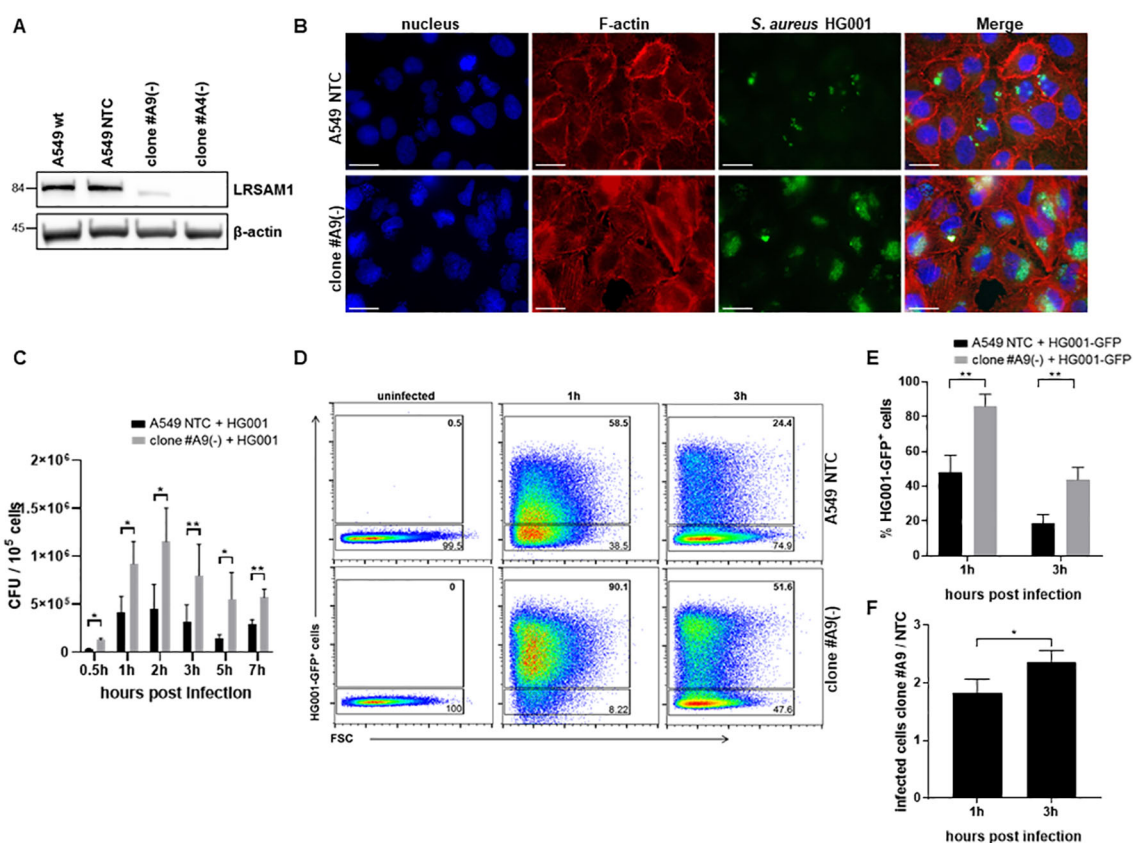 A
A549 wt
A549 NTC
clone #A9(-)
clone #A4(-)
84
LRSAM1
45
β-actin
B
nucleus
F-actin
S. aureus HG001
Merge
A549 NTC
clone #A9(-)
C
A549 NTC + HG001
clone #A9(-) + HG001
CFU / 10⁵ cells
2×10⁶
1.5×10⁶
1×10⁶
5×10⁵
0
*
*
*
**
*
**
0.5h
1h
2h
3h
5h
7h
hours post infection
D
uninfected
1h
3h
0.5
99.5
58.5
38.5
24.4
74.9
A549 NTC
0
100
90.1
8.22
51.6
47.6
clone #A9(-)
HG001-GFP⁺ cells
FSC
E
A549 NTC + HG001-GFP
clone #A9(-) + HG001-GFP
% HG001-GFP⁺ cells
100
80
60
40
20
0
**
**
1h
3h
hours post infection
F
Infected cells clone #A9 / NTC
3
2
1
0
*
1h
3h
hours post infection